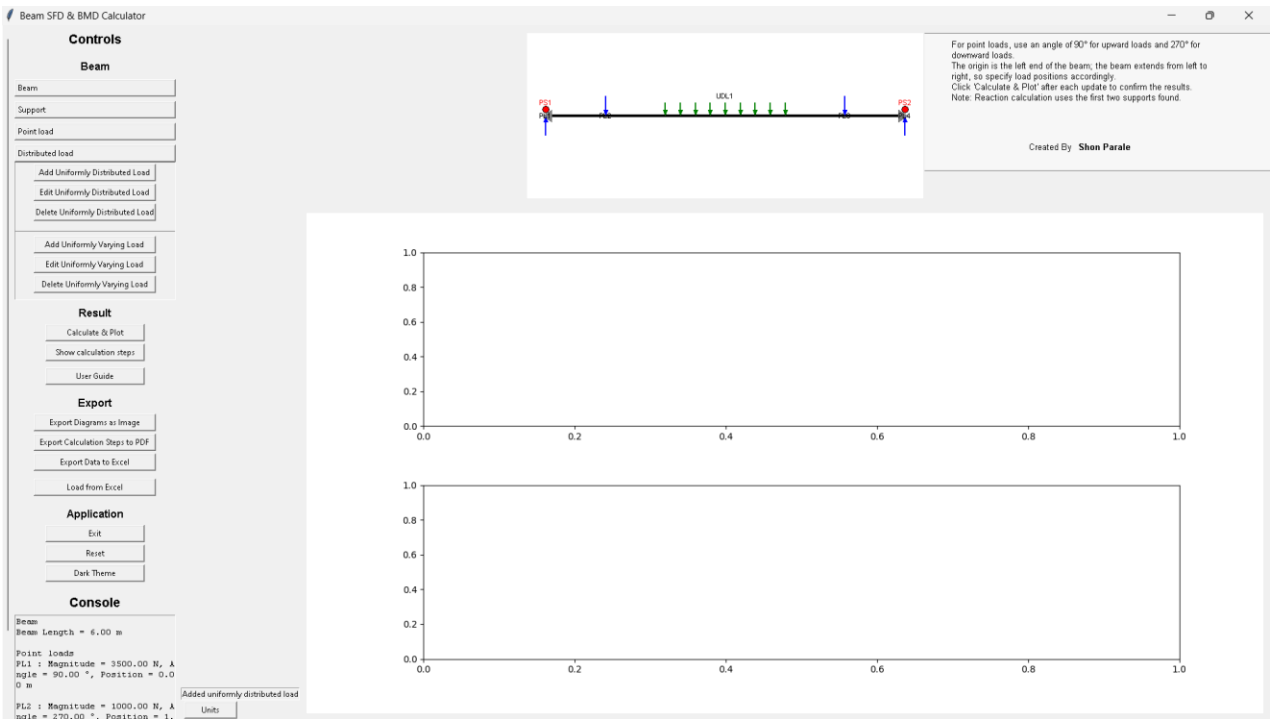 Beam SFD & BMD Calculator
Controls
Beam
Beam
Support
Point load
Distributed load
Add Uniformly Distributed Load
Edit Uniformly Distributed Load
Delete Uniformly Distributed Load
Add Uniformly Varying Load
Edit Uniformly Varying Load
Delete Uniformly Varying Load
Result
Calculate & Plot
Show calculation steps
User Guide
Export
Export Diagrams as Image
Export Calculation Steps to PDF
Export Data to Excel
Load from Excel
Application
Exit
Reset
Dark Theme
Console
Beam
Beam Length = 6.00 m
Point loads
PL1 : Magnitude = 3500.00 N, A
ngle = 90.00 °, Position = 0.0
0 m
PL2 : Magnitude = 1000.00 N, A
ngle = 270.00 °, Position = 1.
Added uniformly distributed load
Units
PS1
UDL1
PS2
For point loads, use an angle of 90° for upward loads and 270° for
downward loads.
The origin is the left end of the beam; the beam extends from left to
right, so specify load positions accordingly.
Click 'Calculate & Plot' after each update to confirm the results.
Note: Reaction calculation uses the first two supports found.
Created By Shon Parale
1.0
0.8
0.6
0.4
0.2
0.0
0.0 0.2 0.4 0.6 0.8 1.0
1.0
0.8
0.6
0.4
0.2
0.0
0.0 0.2 0.4 0.6 0.8 1.0